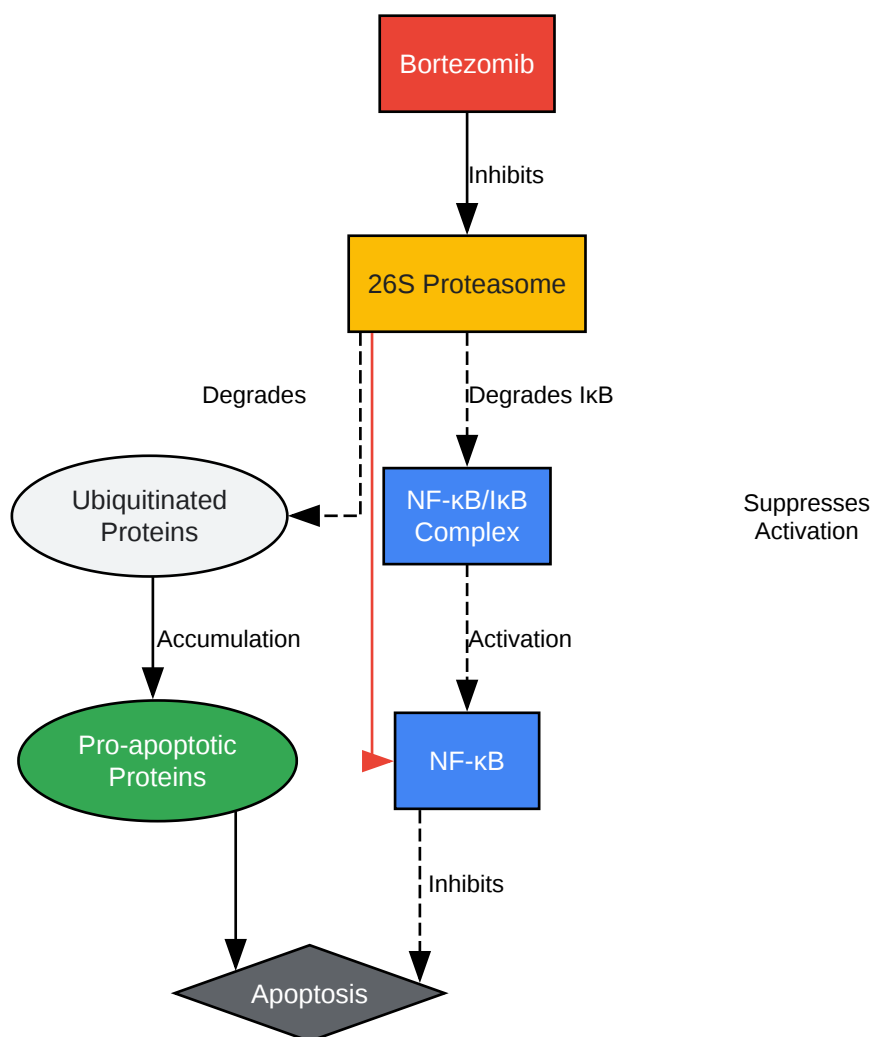 Bortezomib
Inhibits
26S Proteasome
Degrades
Degrades IκB
Ubiquitinated
Proteins
NF-κB/IκB
Complex
Suppresses
Activation
Accumulation
Activation
Pro-apoptotic
Proteins
NF-κB
Inhibits
Apoptosis